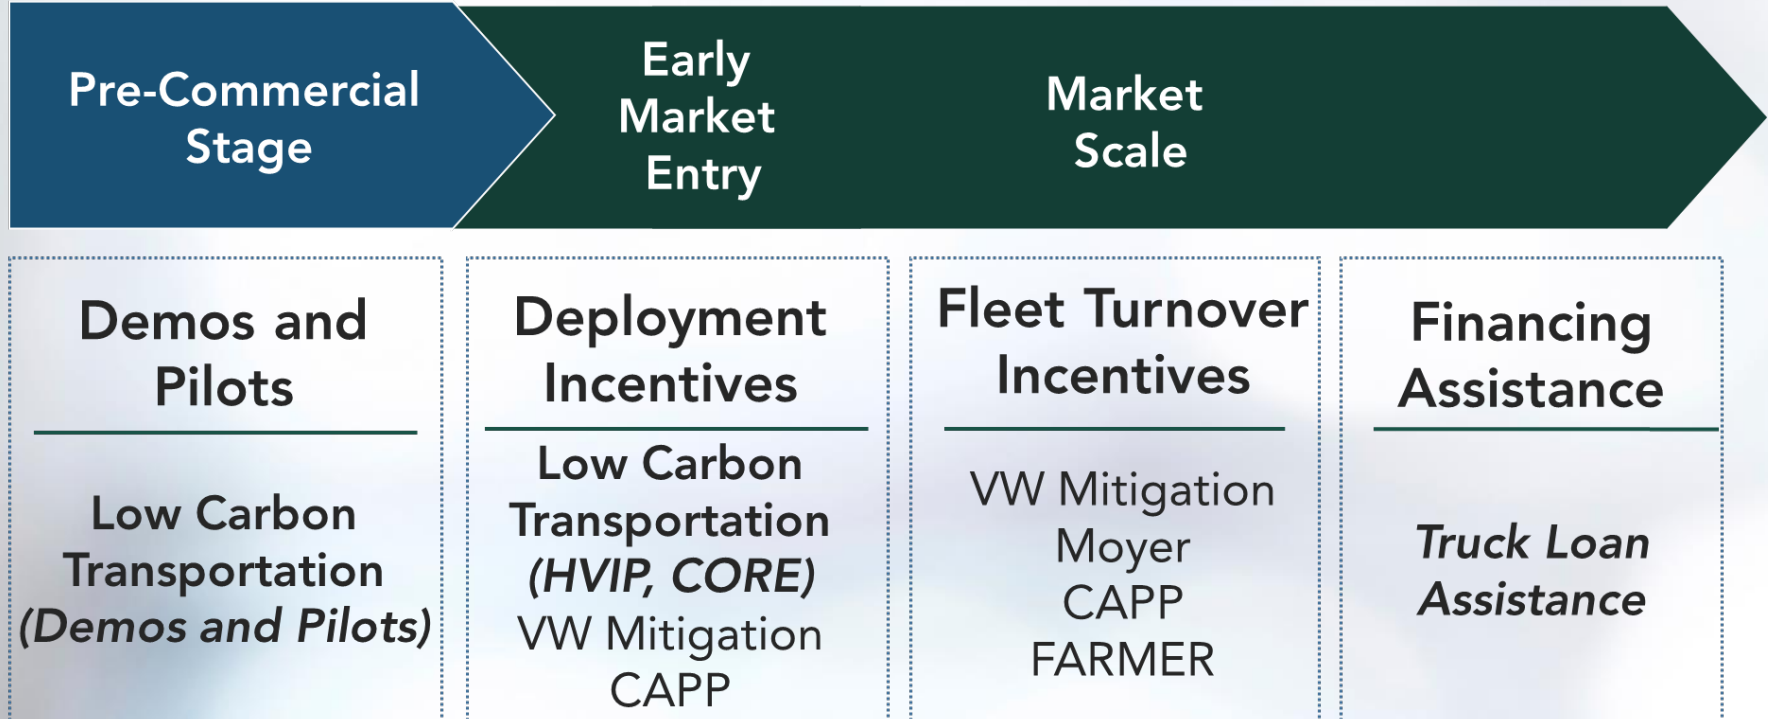 Pre-Commercial
Stage
Early
Market
Entry
Market
Scale
Demos and
Pilots
Low Carbon
Transportation
(Demos and Pilots)
Deployment
Incentives
Low Carbon
Transportation
(HVIP, CORE)
VW Mitigation
CAPP
Fleet Turnover
Incentives
VW Mitigation
Moyer
CAPP
FARMER
Financing
Assistance
Truck Loan
Assistance